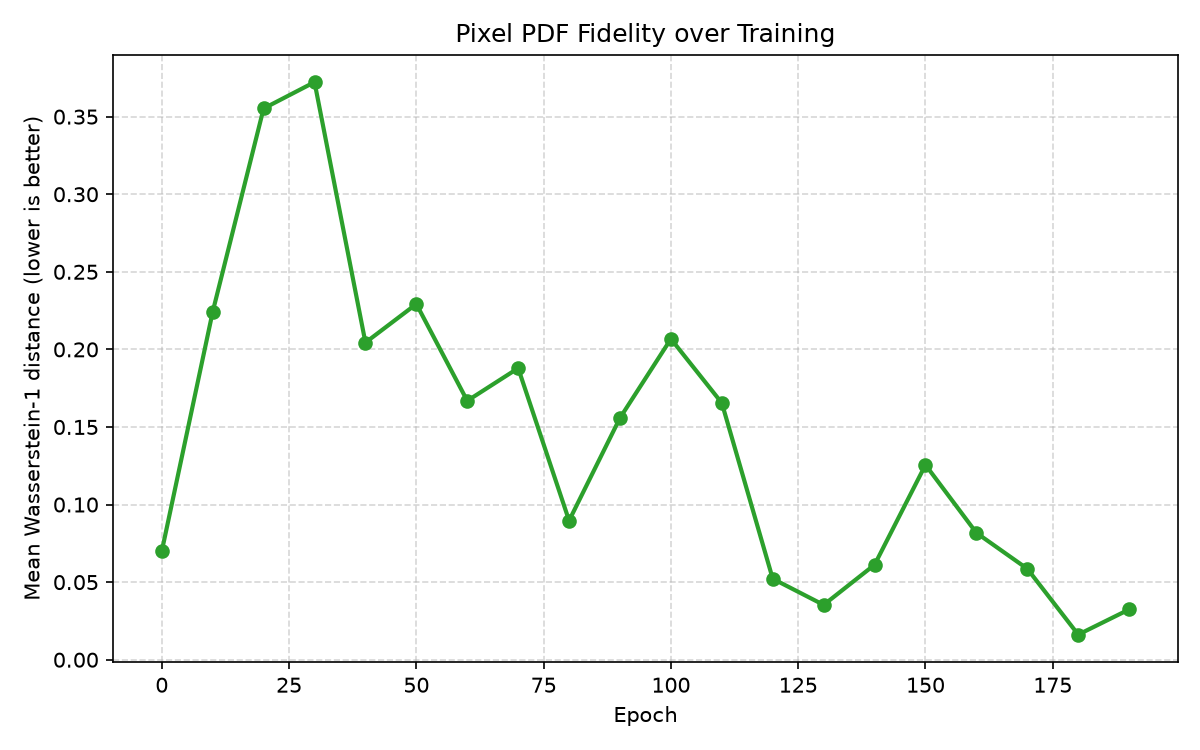 Pixel PDF Fidelity over Training
Mean Wasserstein-1 distance (lower is better)
0.35
0.30
0.25
0.20
0.15
0.10
0.05
0.00
0 25 50 75 100 125 150 175
Epoch